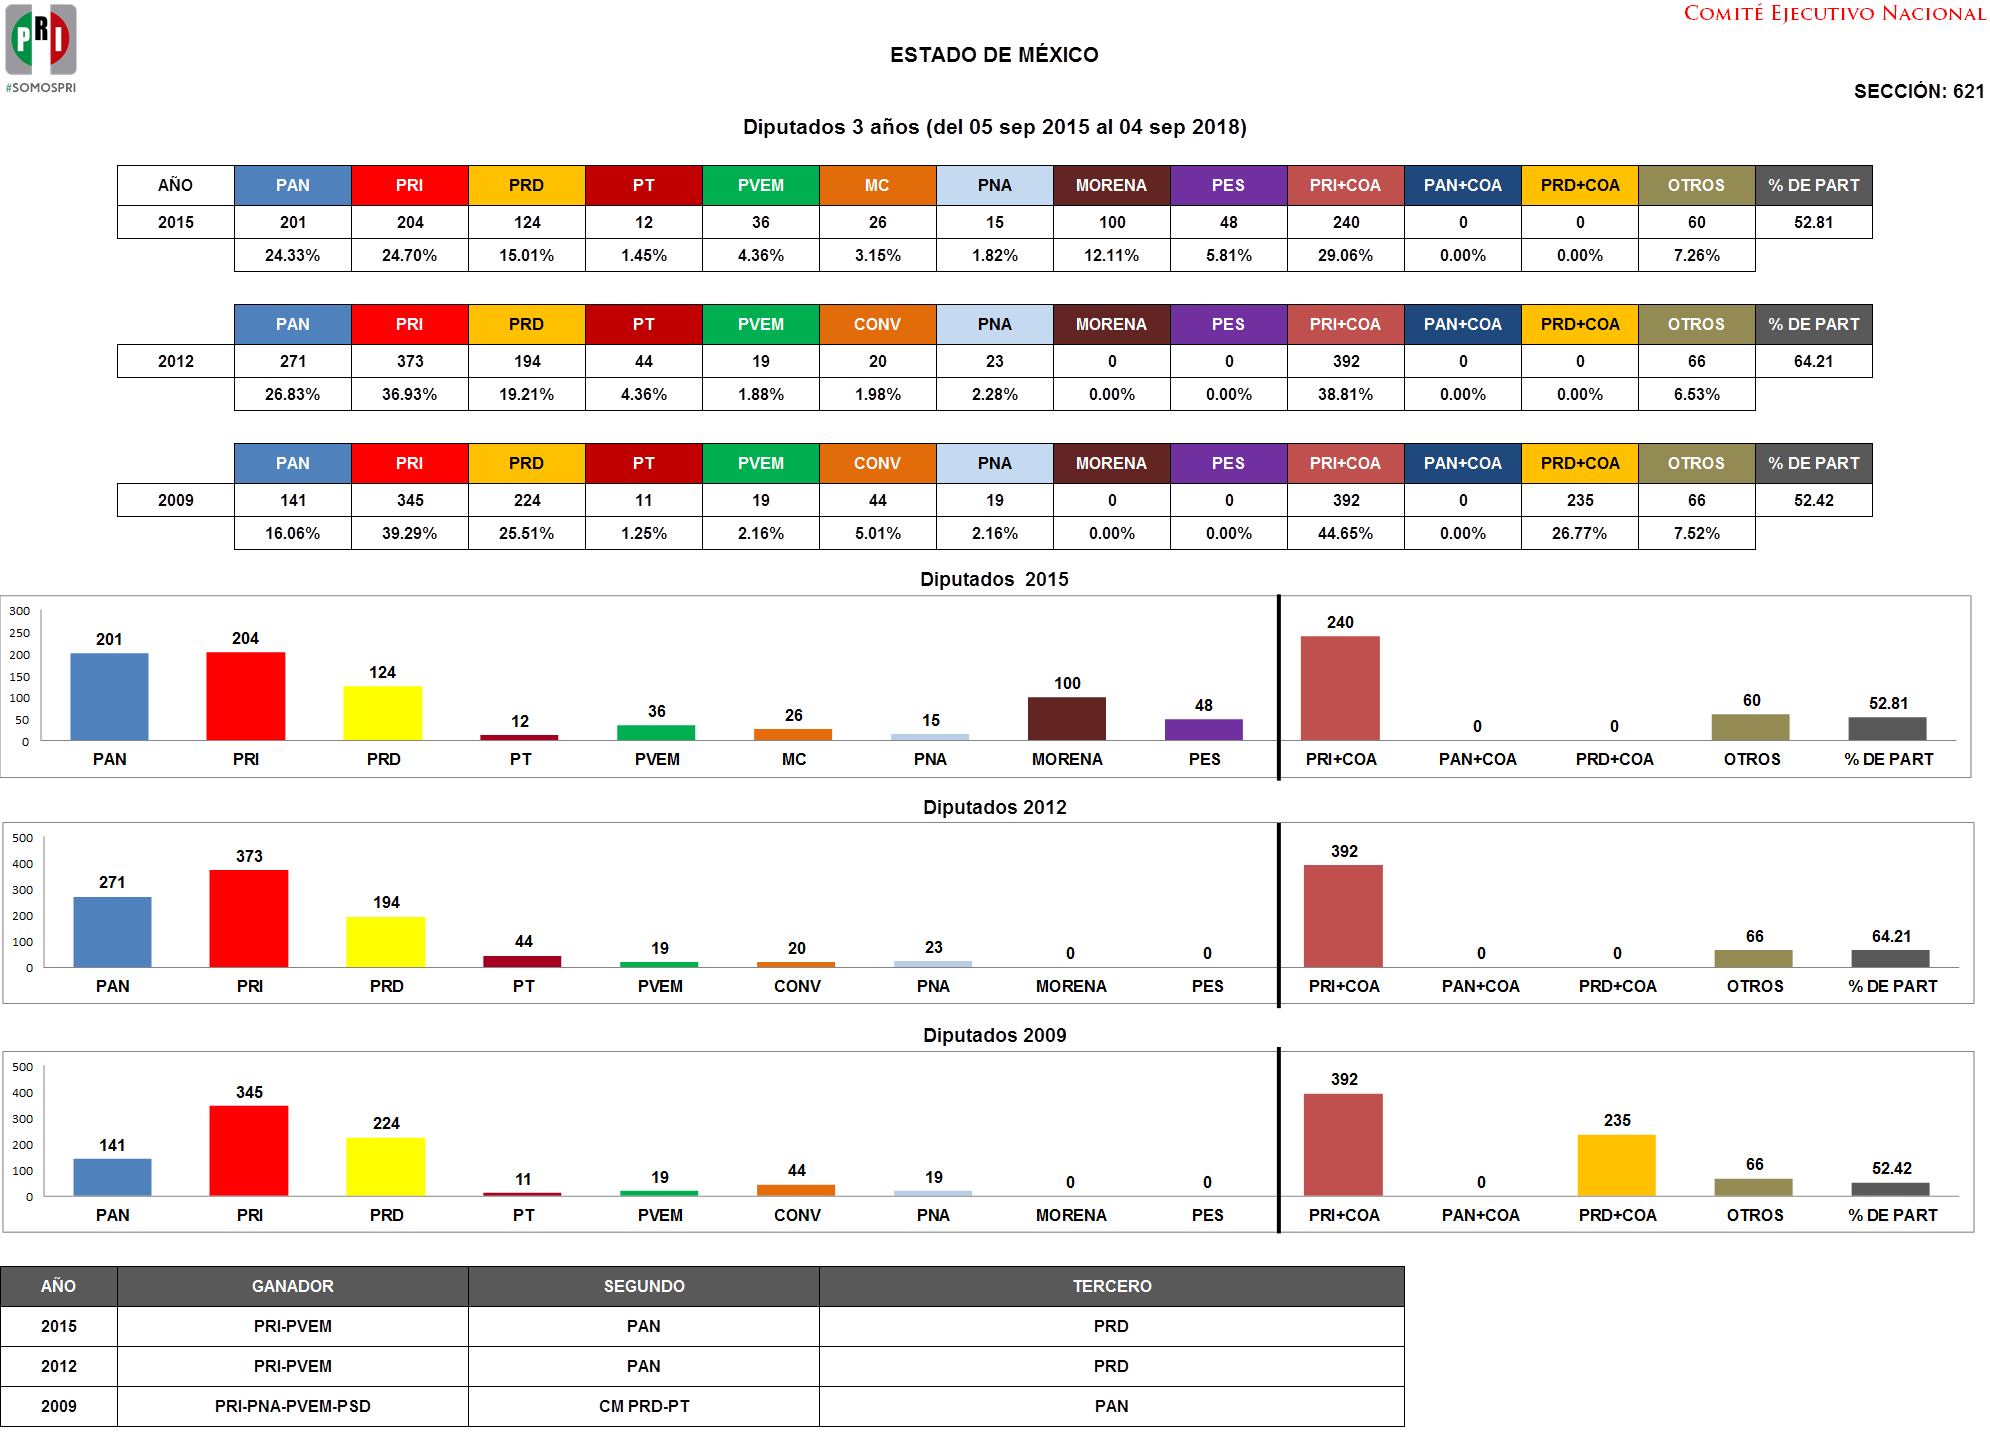 PRI
#SOMOSPRI
COMITÉ EJECUTIVO NACIONAL
ESTADO DE MÉXICO
SECCIÓN: 621
Diputados 3 años (del 05 sep 2015 al 04 sep 2018)
AÑO PAN PRI PRD PT PVEM MC PNA MORENA PES PRI+COA PAN+COA PRD+COA OTROS % DE PART
2015 201 204 124 12 36 26 15 100 48 240 0 0 60 52.81
24.33% 24.70% 15.01% 1.45% 4.36% 3.15% 1.82% 12.11% 5.81% 29.06% 0.00% 0.00% 7.26%
PAN PRI PRD PT PVEM CONV PNA MORENA PES PRI+COA PAN+COA PRD+COA OTROS % DE PART
2012 271 373 194 44 19 20 23 0 0 392 0 0 66 64.21
26.83% 36.93% 19.21% 4.36% 1.88% 1.98% 2.28% 0.00% 0.00% 38.81% 0.00% 0.00% 6.53%
PAN PRI PRD PT PVEM CONV PNA MORENA PES PRI+COA PAN+COA PRD+COA OTROS % DE PART
2009 141 345 224 11 19 44 19 0 0 392 0 235 66 52.42
16.06% 39.29% 25.51% 1.25% 2.16% 5.01% 2.16% 0.00% 0.00% 44.65% 0.00% 26.77% 7.52%
Diputados 2015
300
250
200
150
100
50
0
201 204 124 12 36 26 15 100 48 240 0 0 60 52.81
PAN PRI PRD PT PVEM MC PNA MORENA PES PRI+COA PAN+COA PRD+COA OTROS % DE PART
Diputados 2012
500
400
300
200
100
0
271 373 194 44 19 20 23 0 0 392 0 0 66 64.21
PAN PRI PRD PT PVEM CONV PNA MORENA PES PRI+COA PAN+COA PRD+COA OTROS % DE PART
Diputados 2009
500
400
300
200
100
0
141 345 224 11 19 44 19 0 0 392 0 235 66 52.42
PAN PRI PRD PT PVEM CONV PNA MORENA PES PRI+COA PAN+COA PRD+COA OTROS % DE PART
AÑO GANADOR SEGUNDO TERCERO
2015 PRI-PVEM PAN PRD
2012 PRI-PVEM PAN PRD
2009 PRI-PNA-PVEM-PSD CM PRD-PT PAN